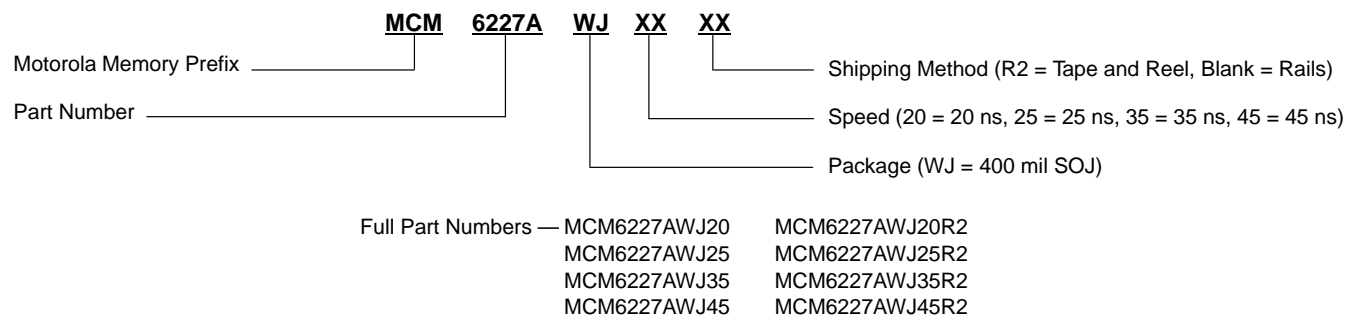 MCM 6227A WJ XX XX
Motorola Memory Prefix
Part Number
Shipping Method (R2 = Tape and Reel, Blank = Rails)
Speed (20 = 20 ns, 25 = 25 ns, 35 = 35 ns, 45 = 45 ns)
Package (WJ = 400 mil SOJ)
Full Part Numbers — MCM6227AWJ20 MCM6227AWJ20R2
MCM6227AWJ25 MCM6227AWJ25R2
MCM6227AWJ35 MCM6227AWJ35R2
MCM6227AWJ45 MCM6227AWJ45R2